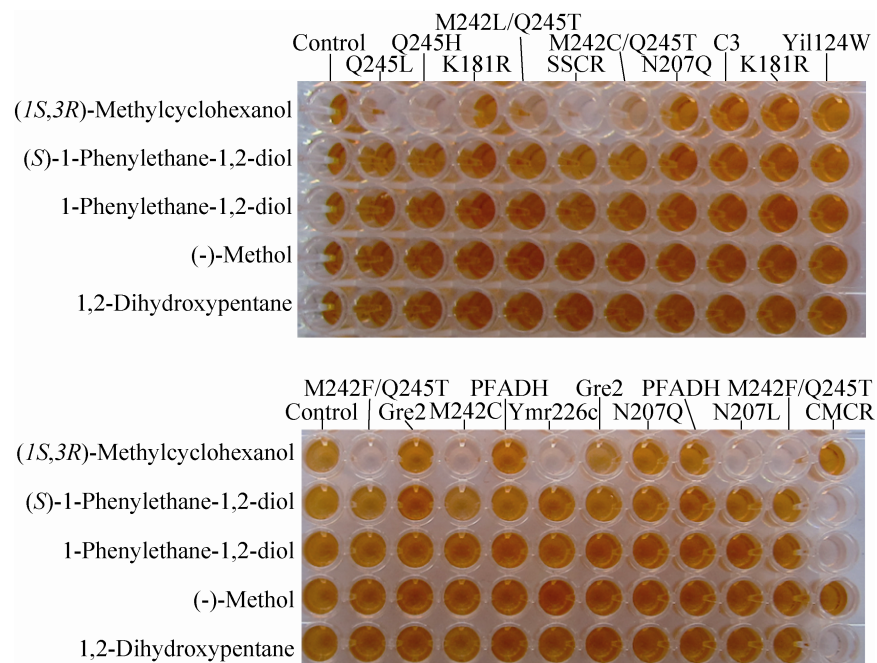 M242L/Q245T
Control Q245H M242C/Q245T C3 Yil124W
Q245L K181R SSCR N207Q K181R
(1S,3R)-Methylcyclohexanol
(S)-1-Phenylethane-1,2-diol
1-Phenylethane-1,2-diol
(-)-Methol
1,2-Dihydroxypentane
M242F/Q245T PFADH Gre2 PFADH M242F/Q245T
Control Gre2 M242C Ymr226c N207Q N207L CMCR
(1S,3R)-Methylcyclohexanol
(S)-1-Phenylethane-1,2-diol
1-Phenylethane-1,2-diol
(-)-Methol
1,2-Dihydroxypentane